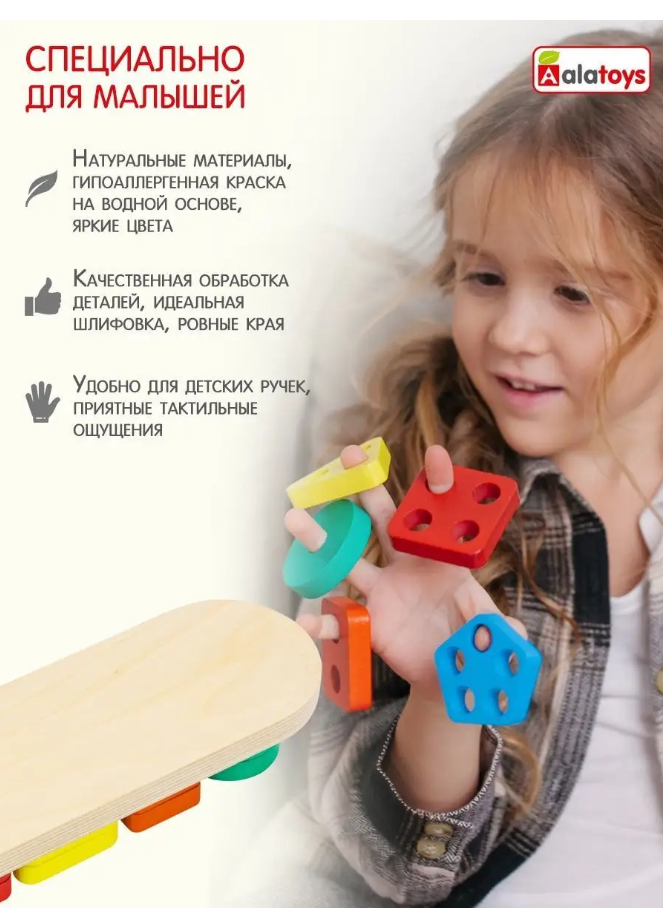 СПЕЦИАЛЬНО
ДЛЯ МАЛЫШЕЙ
Aalatoys
НАТУРАЛЬНЫЕ МАТЕРИАЛЫ,
ГИПОАЛЛЕРГЕННАЯ КРАСКА
НА ВОДНОЙ ОСНОВЕ,
ЯРКИЕ ЦВЕТА
КАЧЕСТВЕННАЯ ОБРАБОТКА
ДЕТАЛЕЙ, ИДЕАЛЬНАЯ
ШЛИФОВКА, РОВНЫЕ КРАЯ
УДОБНО ДЛЯ ДЕТСКИХ РУЧЕК,
ПРИЯТНЫЕ ТАКТИЛЬНЫЕ
ОЩУЩЕНИЯ